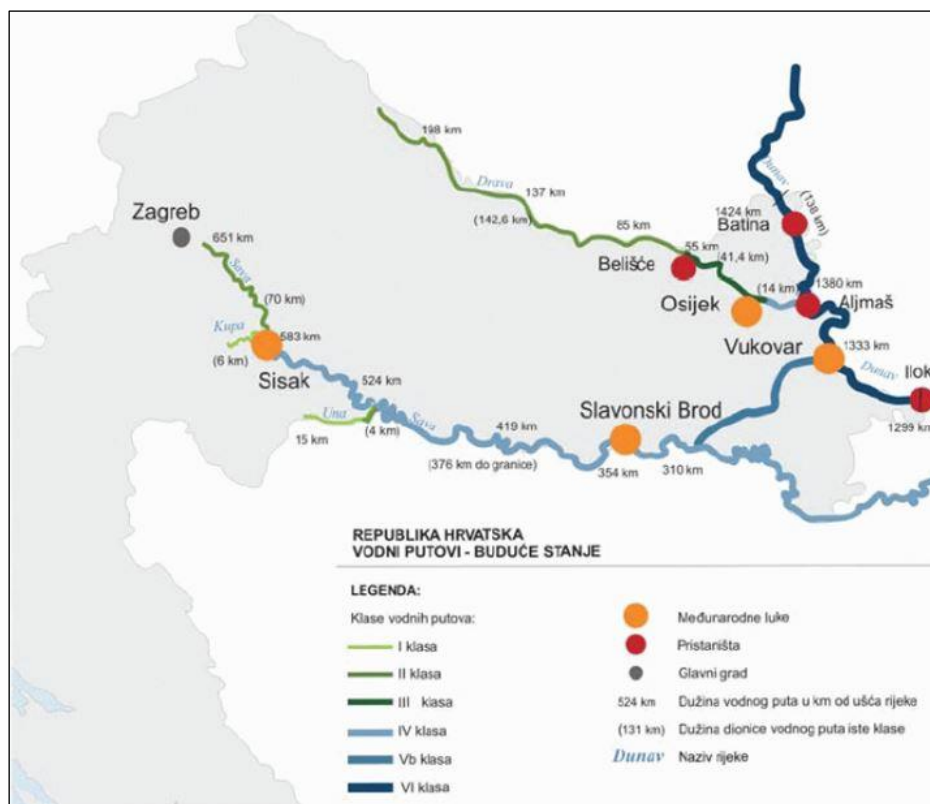 198 km
Drava
137 km
(142,6 km)
85 km
Dunav
1424 km
Batina
(138 km)
Zagreb
651 km
Sava
(70 km)
Kupa
(6 km)
583 km
Sisak
55 km
Belišće
(41,4 km)
Osijek
(14 km)
1380 km
Aljmaš
Vukovar
1333 km
Dunav
Ilok
1299 km
524 km
Una
15 km
(4 km)
Sava
419 km
(376 km do granice)
Slavonski Brod
354 km
310 km
REPUBLIKA HRVATSKA
VODNI PUTOVI - BUDUĆE STANJE
LEGENDA:
Klase vodnih putova:
I klasa
II klasa
III klasa
IV klasa
Vb klasa
VI klasa
Međunarodne luke
Pristaništa
Glavni grad
524 km Dužina vodnog puta u km od ušća rijeke
(131 km) Dužina dionice vodnog puta iste klase
Dunav Naziv rijeke